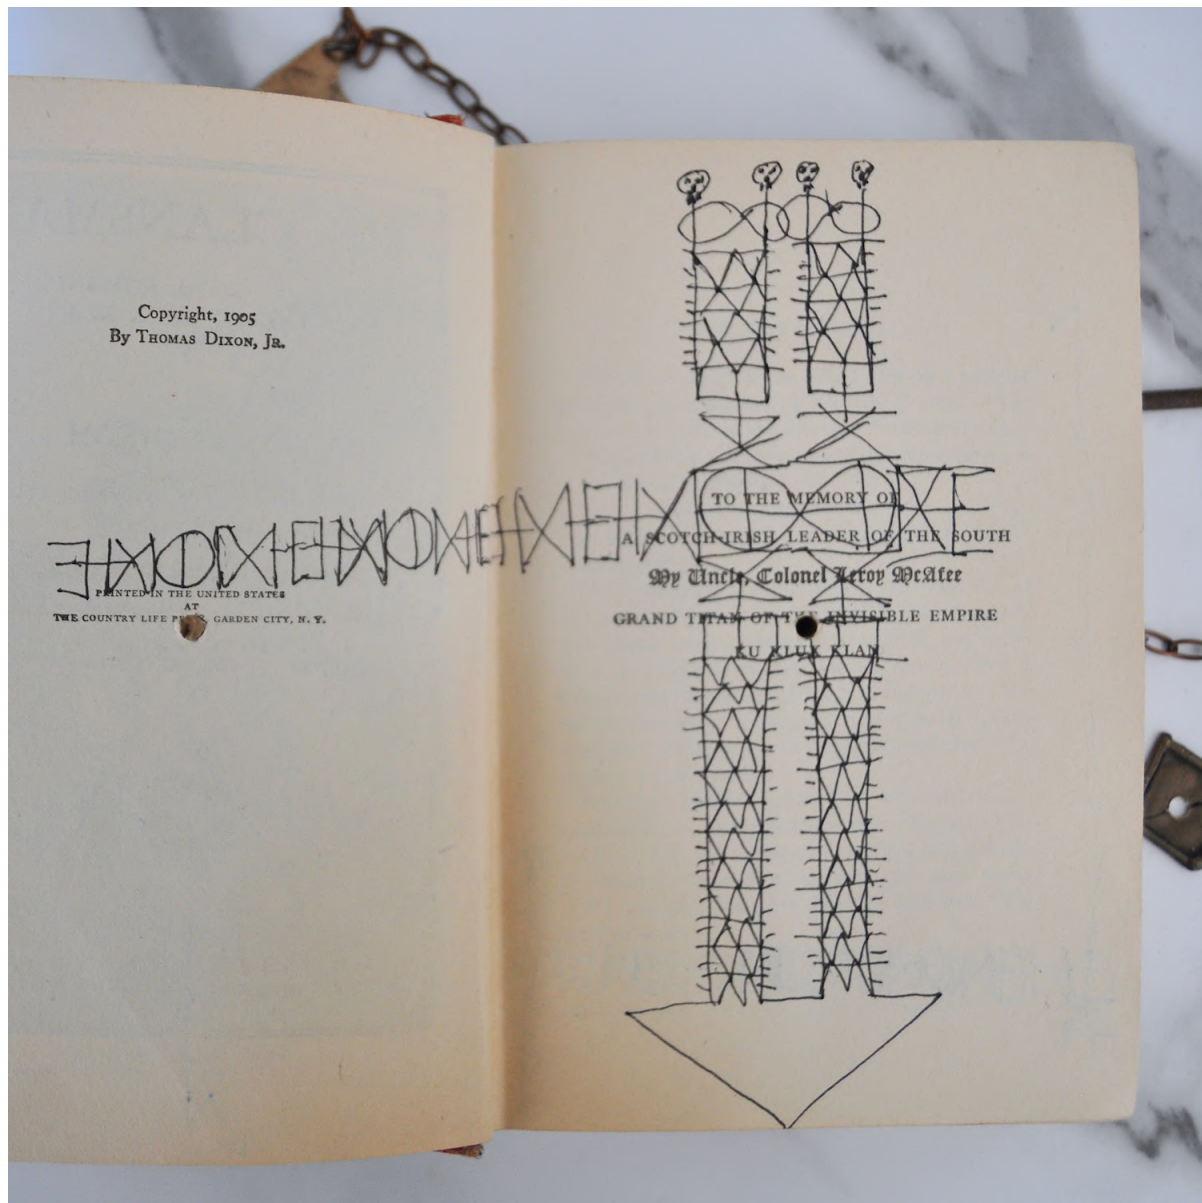 Copyright, 1905
By Thomas Dixon, Jr.
PRINTED IN THE UNITED STATES
AT
THE COUNTRY LIFE PRESS, GARDEN CITY, N. Y.
TO THE MEMORY OF
A SCOTCH-IRISH LEADER OF THE SOUTH
My Uncle, Colonel Leroy McAfee
GRAND TITAN OF THE INVISIBLE EMPIRE
KU KLUX KLAN